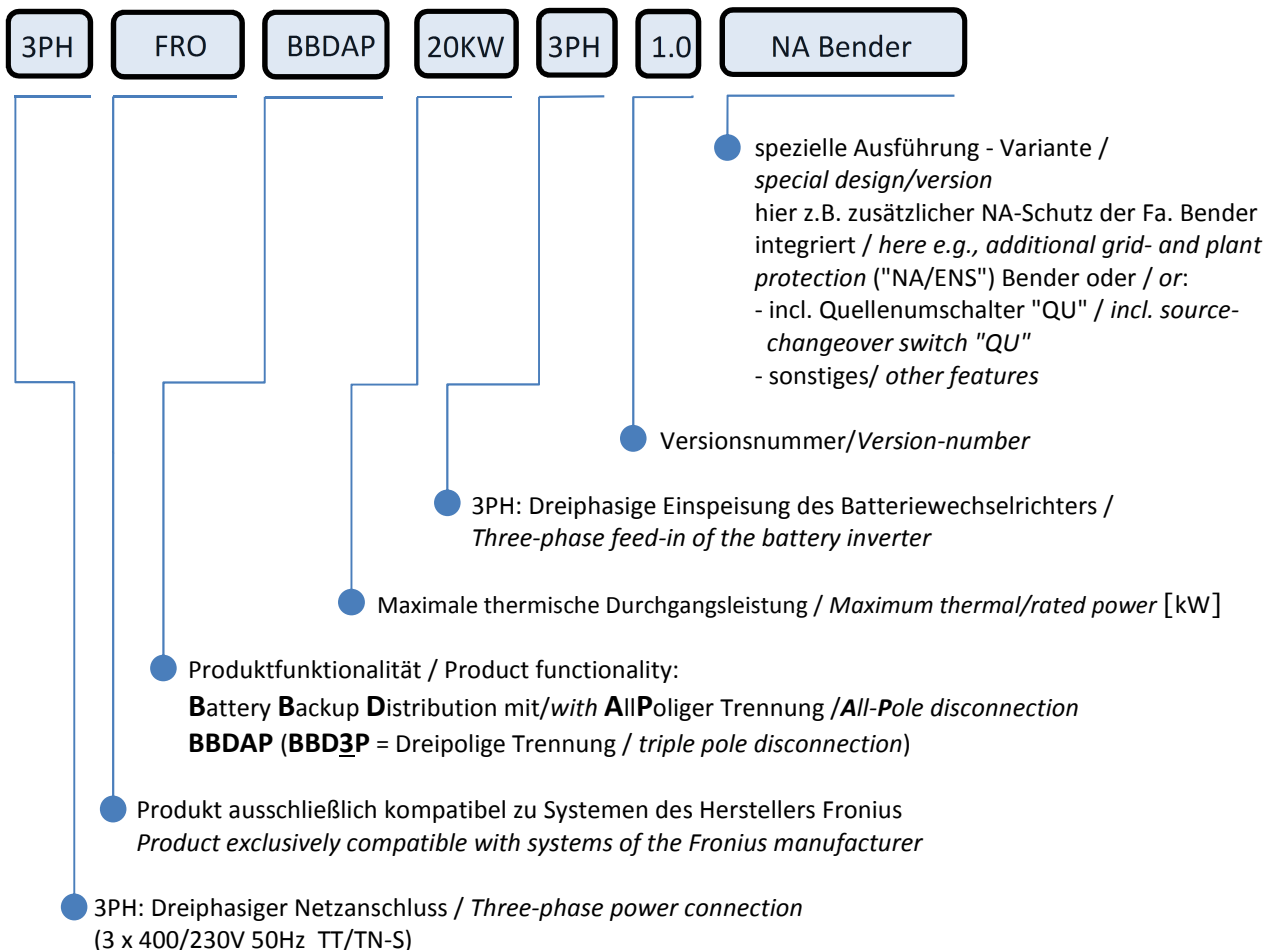 3PH FRO BBDAP 20KW 3PH 1.0 NA Bender
spezielle Ausführung - Variante /
special design/version
hier z.B. zusätzlicher NA-Schutz der Fa. Bender
integriert / here e.g., additional grid- and plant
protection ("NA/ENS") Bender oder / or:
- incl. Quellenumschalter "QU" / incl. source-
changeover switch "QU"
- sonstiges/ other features
Versionsnummer/Version-number
3PH: Dreiphasige Einspeisung des Batteriewechselrichters /
Three-phase feed-in of the battery inverter
Maximale thermische Durchgangsleistung / Maximum thermal/rated power [kW]
Produktfunktionalität / Product functionality:
Battery Backup Distribution mit/with AllPoliger Trennung /All-Pole disconnection
BBDAP (BBD3P = Dreipolige Trennung / triple pole disconnection)
Produkt ausschließlich kompatibel zu Systemen des Herstellers Fronius
Product exclusively compatible with systems of the Fronius manufacturer
3PH: Dreiphasiger Netzanschluss / Three-phase power connection
(3 x 400/230V 50Hz TT/TN-S)